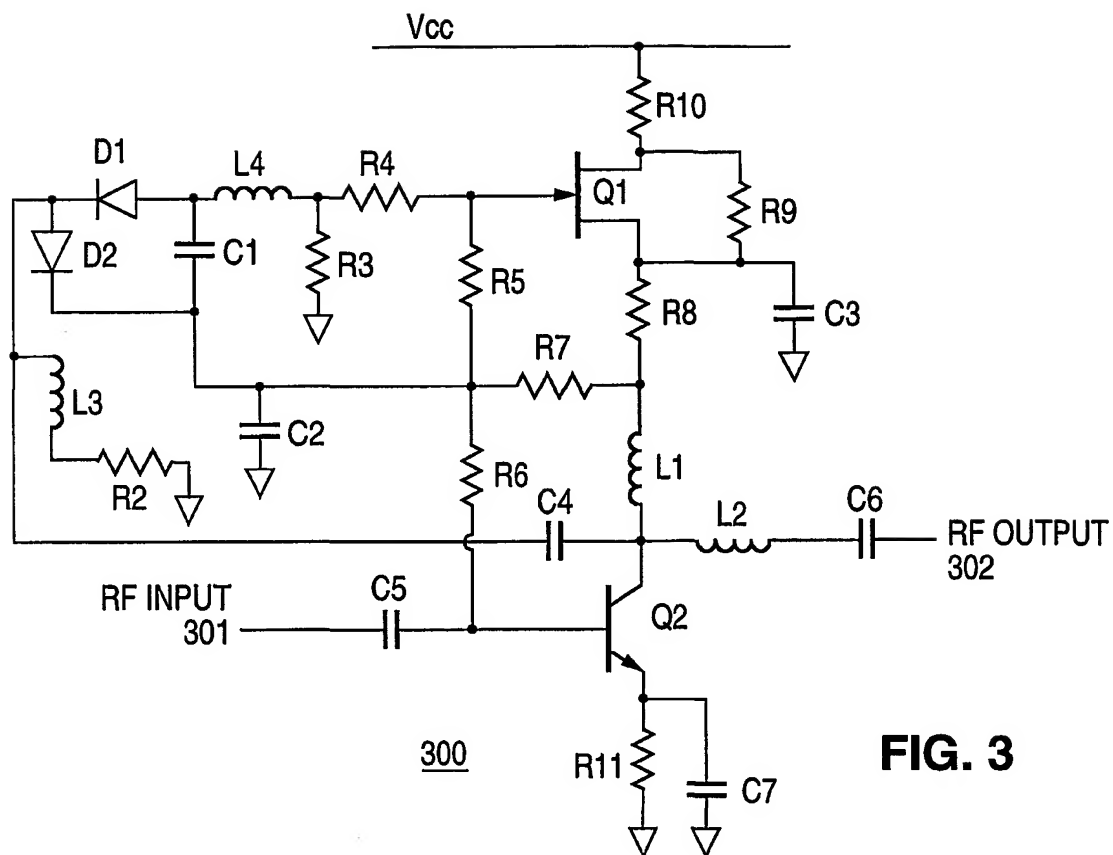 Vcc
R10
D1
L4
R4
Q1
R9
D2
C1
R3
R5
R8
C3
R7
L3
C2
R6
L1
R2
C4
L2
C6
RF OUTPUT
302
RF INPUT
301
C5
Q2
300
R11
C7
FIG. 3